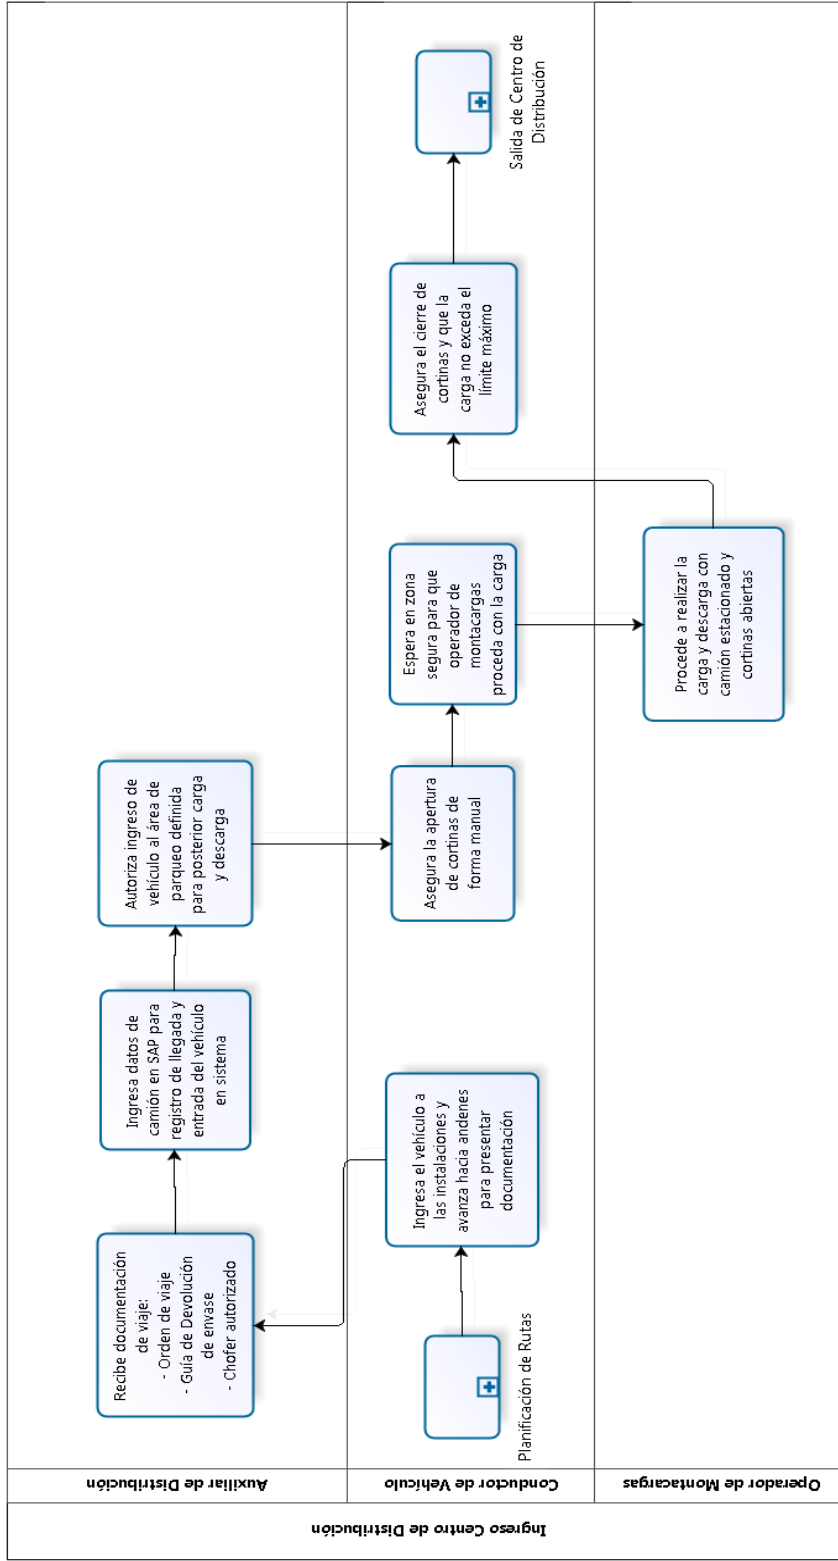 Ingreso Centro de Distribución
Auxiliar de Distribución
Conductor de Vehículo
Operador de Montacargas
Planificación de Rutas
Ingresa el vehículo a
las instalaciones y
avanza hacia andenes
para presentar
documentación
Recibe documentación
de viaje:
- Orden de viaje
- Guía de Devolución
de envase
- Chofer autorizado
Ingresa datos de
camión en SAP para
registro de llegada y
entrada del vehículo
en sistema
Autoriza ingreso de
vehículo al área de
parqueo definida
para posterior carga
y descarga
Asegura la apertura
de cortinas de
forma manual
Espera en zona
segura para que
operador de
montacargas
proceda con la carga
Procede a realizar la
carga y descarga con
camión estacionado y
cortinas abiertas
Asegura el cierre de
cortinas y que la
carga no exceda el
límite máximo
Salida de Centro de
Distribución